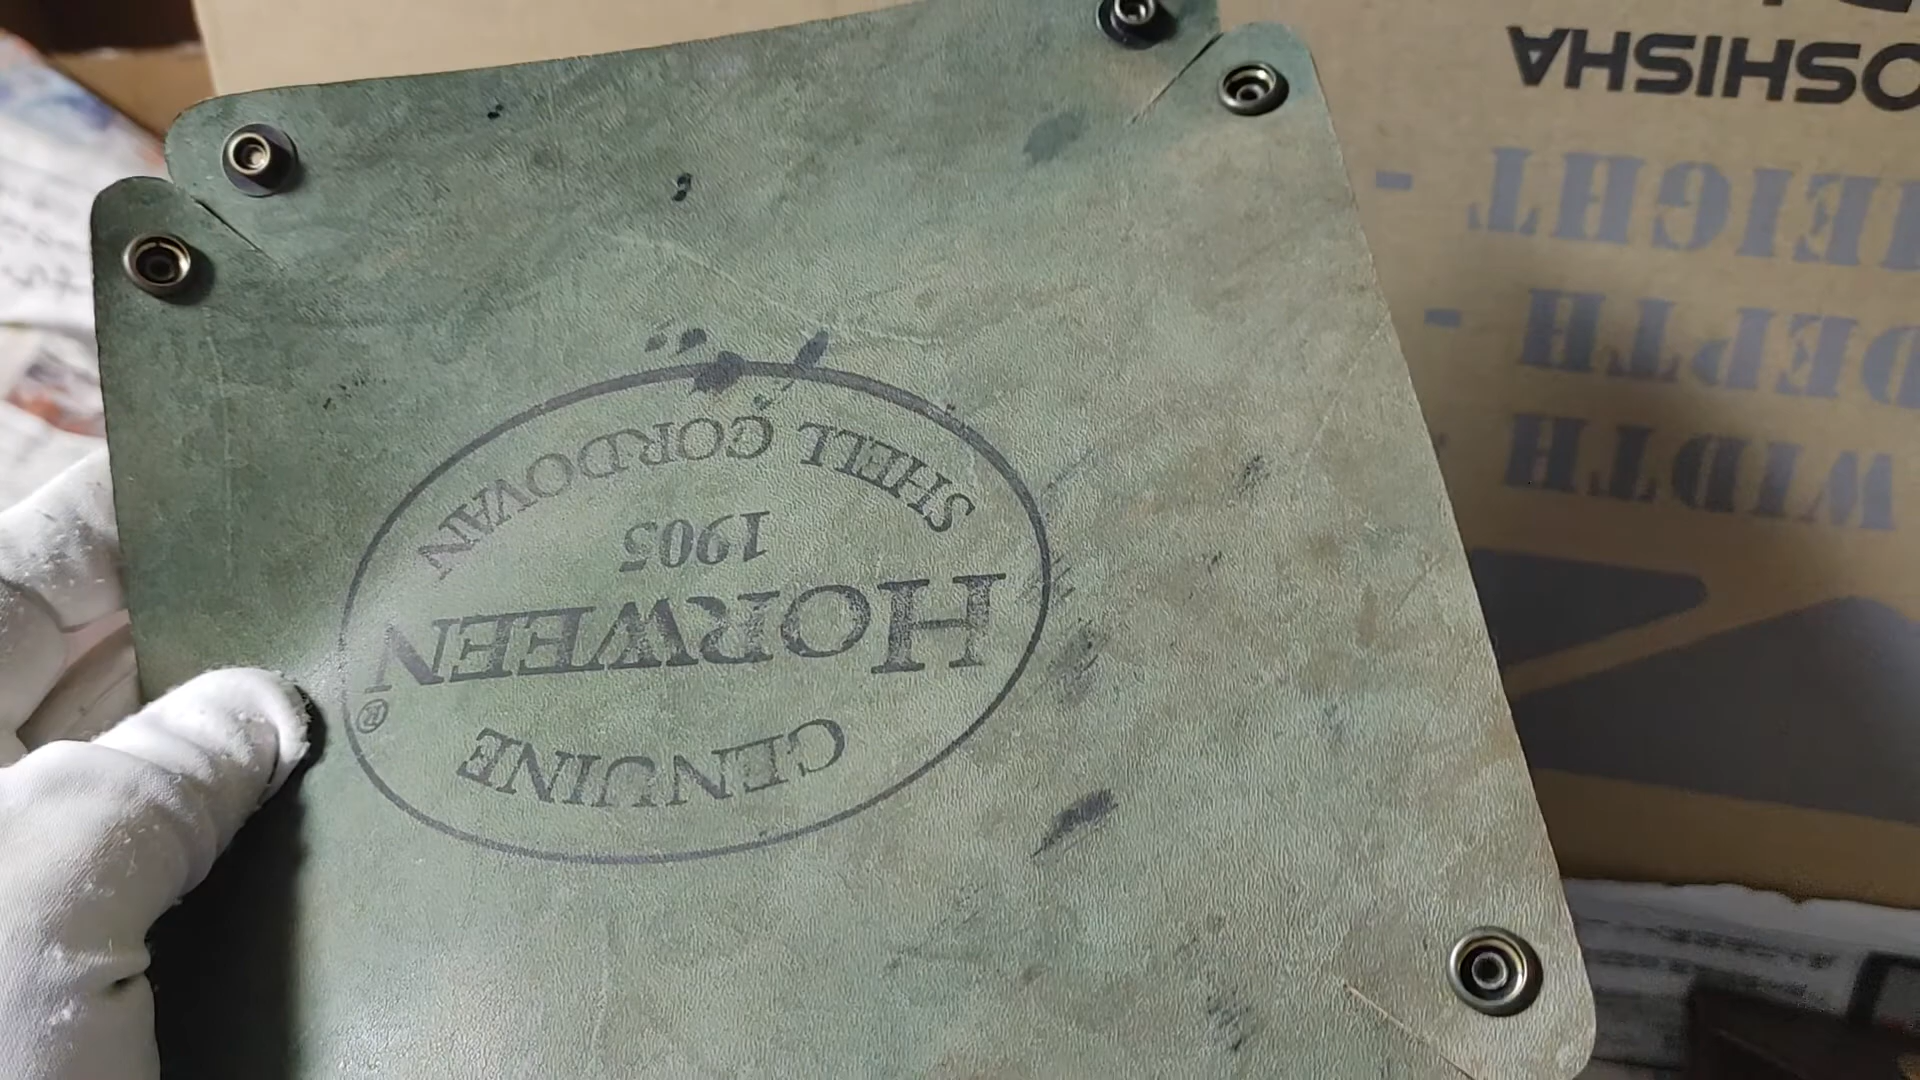 GENUINE
HORWEEN®
1905
SHELL CORDOVAN
WIDTH -
DEPTH -
HEIGHT -
OSHISHA